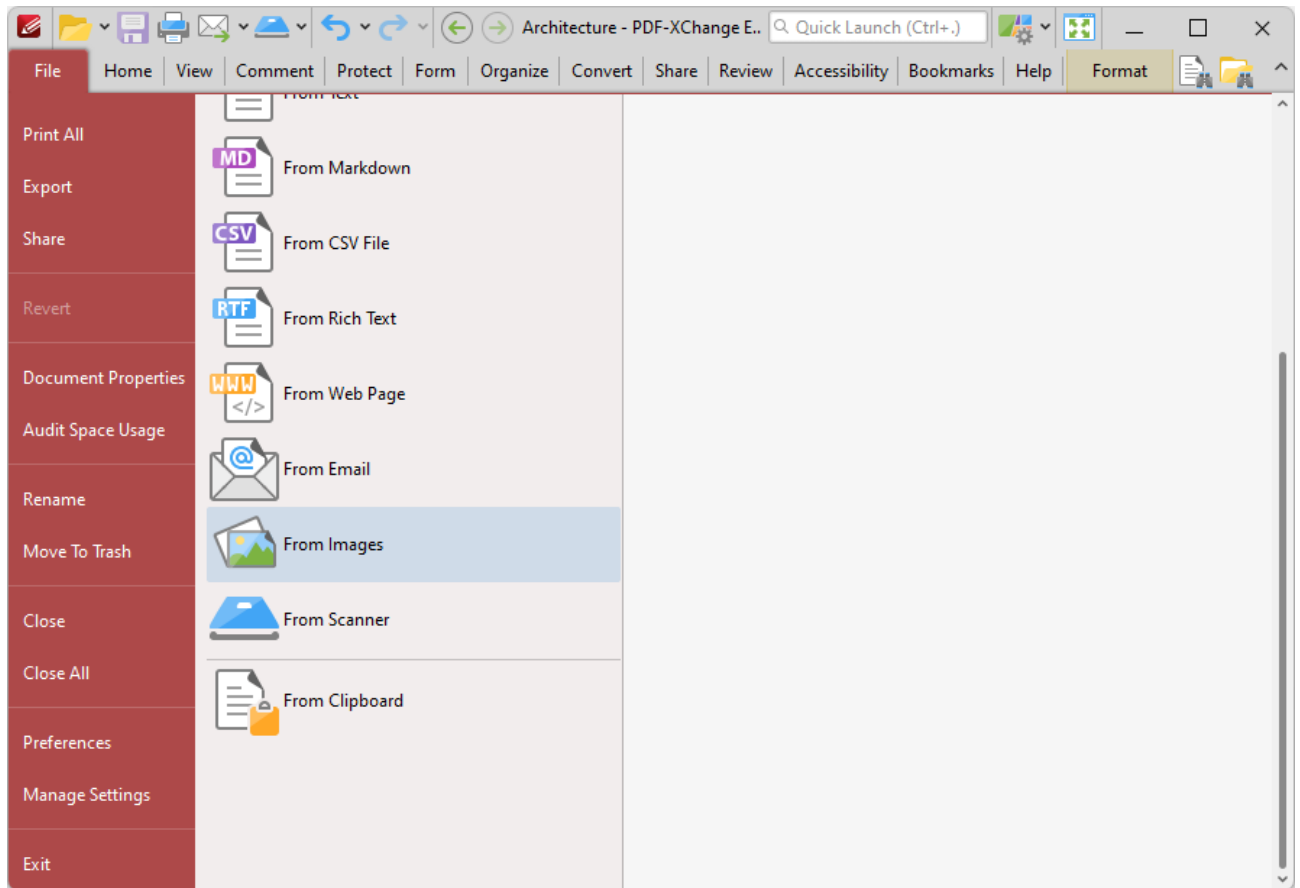 Architecture - PDF-XChange E..
Quick Launch (Ctrl+.)
File
Home
View
Comment
Protect
Form
Organize
Convert
Share
Review
Accessibility
Bookmarks
Help
Format
Print All
Export
Share
Revert
Document Properties
Audit Space Usage
Rename
Move To Trash
Close
Close All
Preferences
Manage Settings
Exit
From Text
MD
From Markdown
CSV
From CSV File
RTF
From Rich Text
WWW
</>
From Web Page
@
From Email
From Images
From Scanner
From Clipboard